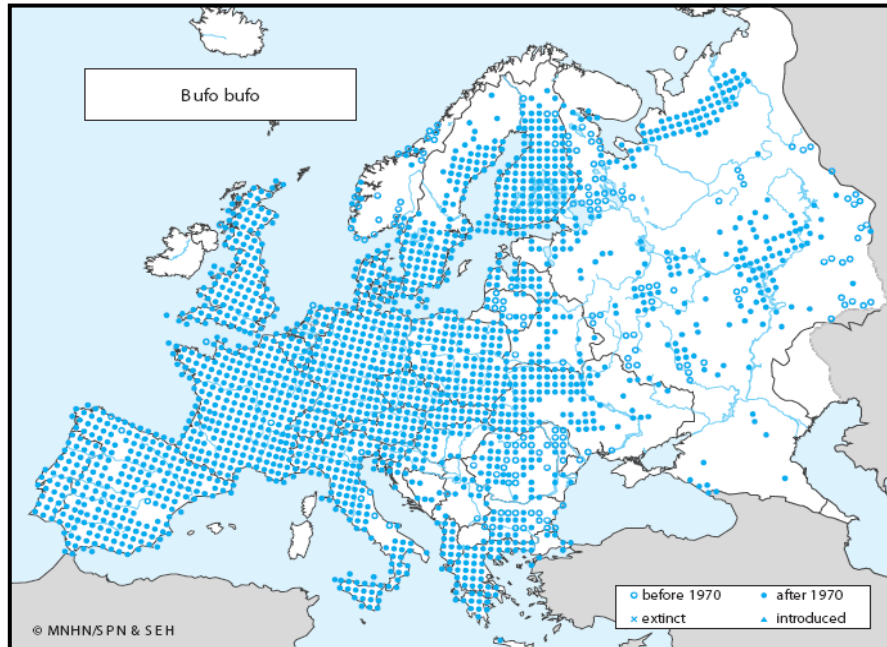 Bufo bufo
before 1970
after 1970
extinct
introduced
© MNHN/SPN & SEH